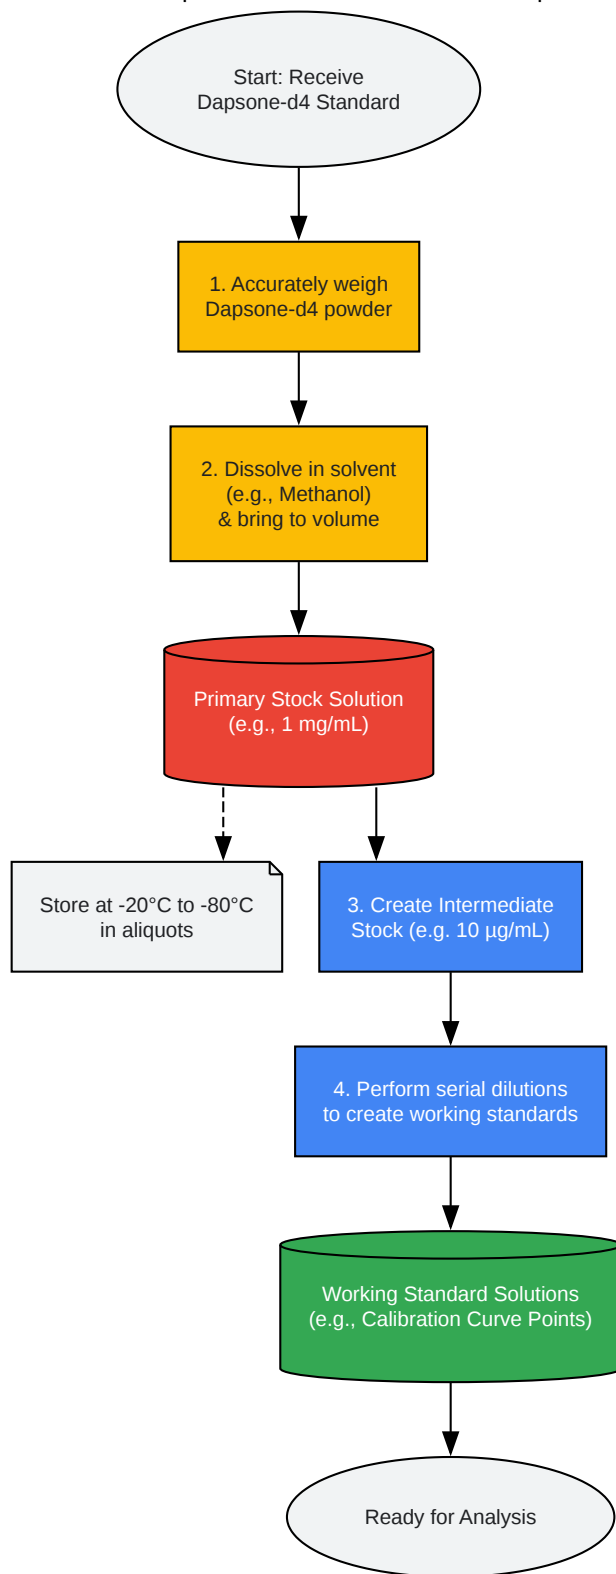 Start: Receive
Dapsone-d4 Standard
1. Accurately weigh
Dapsone-d4 powder
2. Dissolve in solvent
(e.g., Methanol)
& bring to volume
Primary Stock Solution
(e.g., 1 mg/mL)
Store at -20°C to -80°C
in aliquots
3. Create Intermediate
Stock (e.g. 10 µg/mL)
4. Perform serial dilutions
to create working standards
Working Standard Solutions
(e.g., Calibration Curve Points)
Ready for Analysis